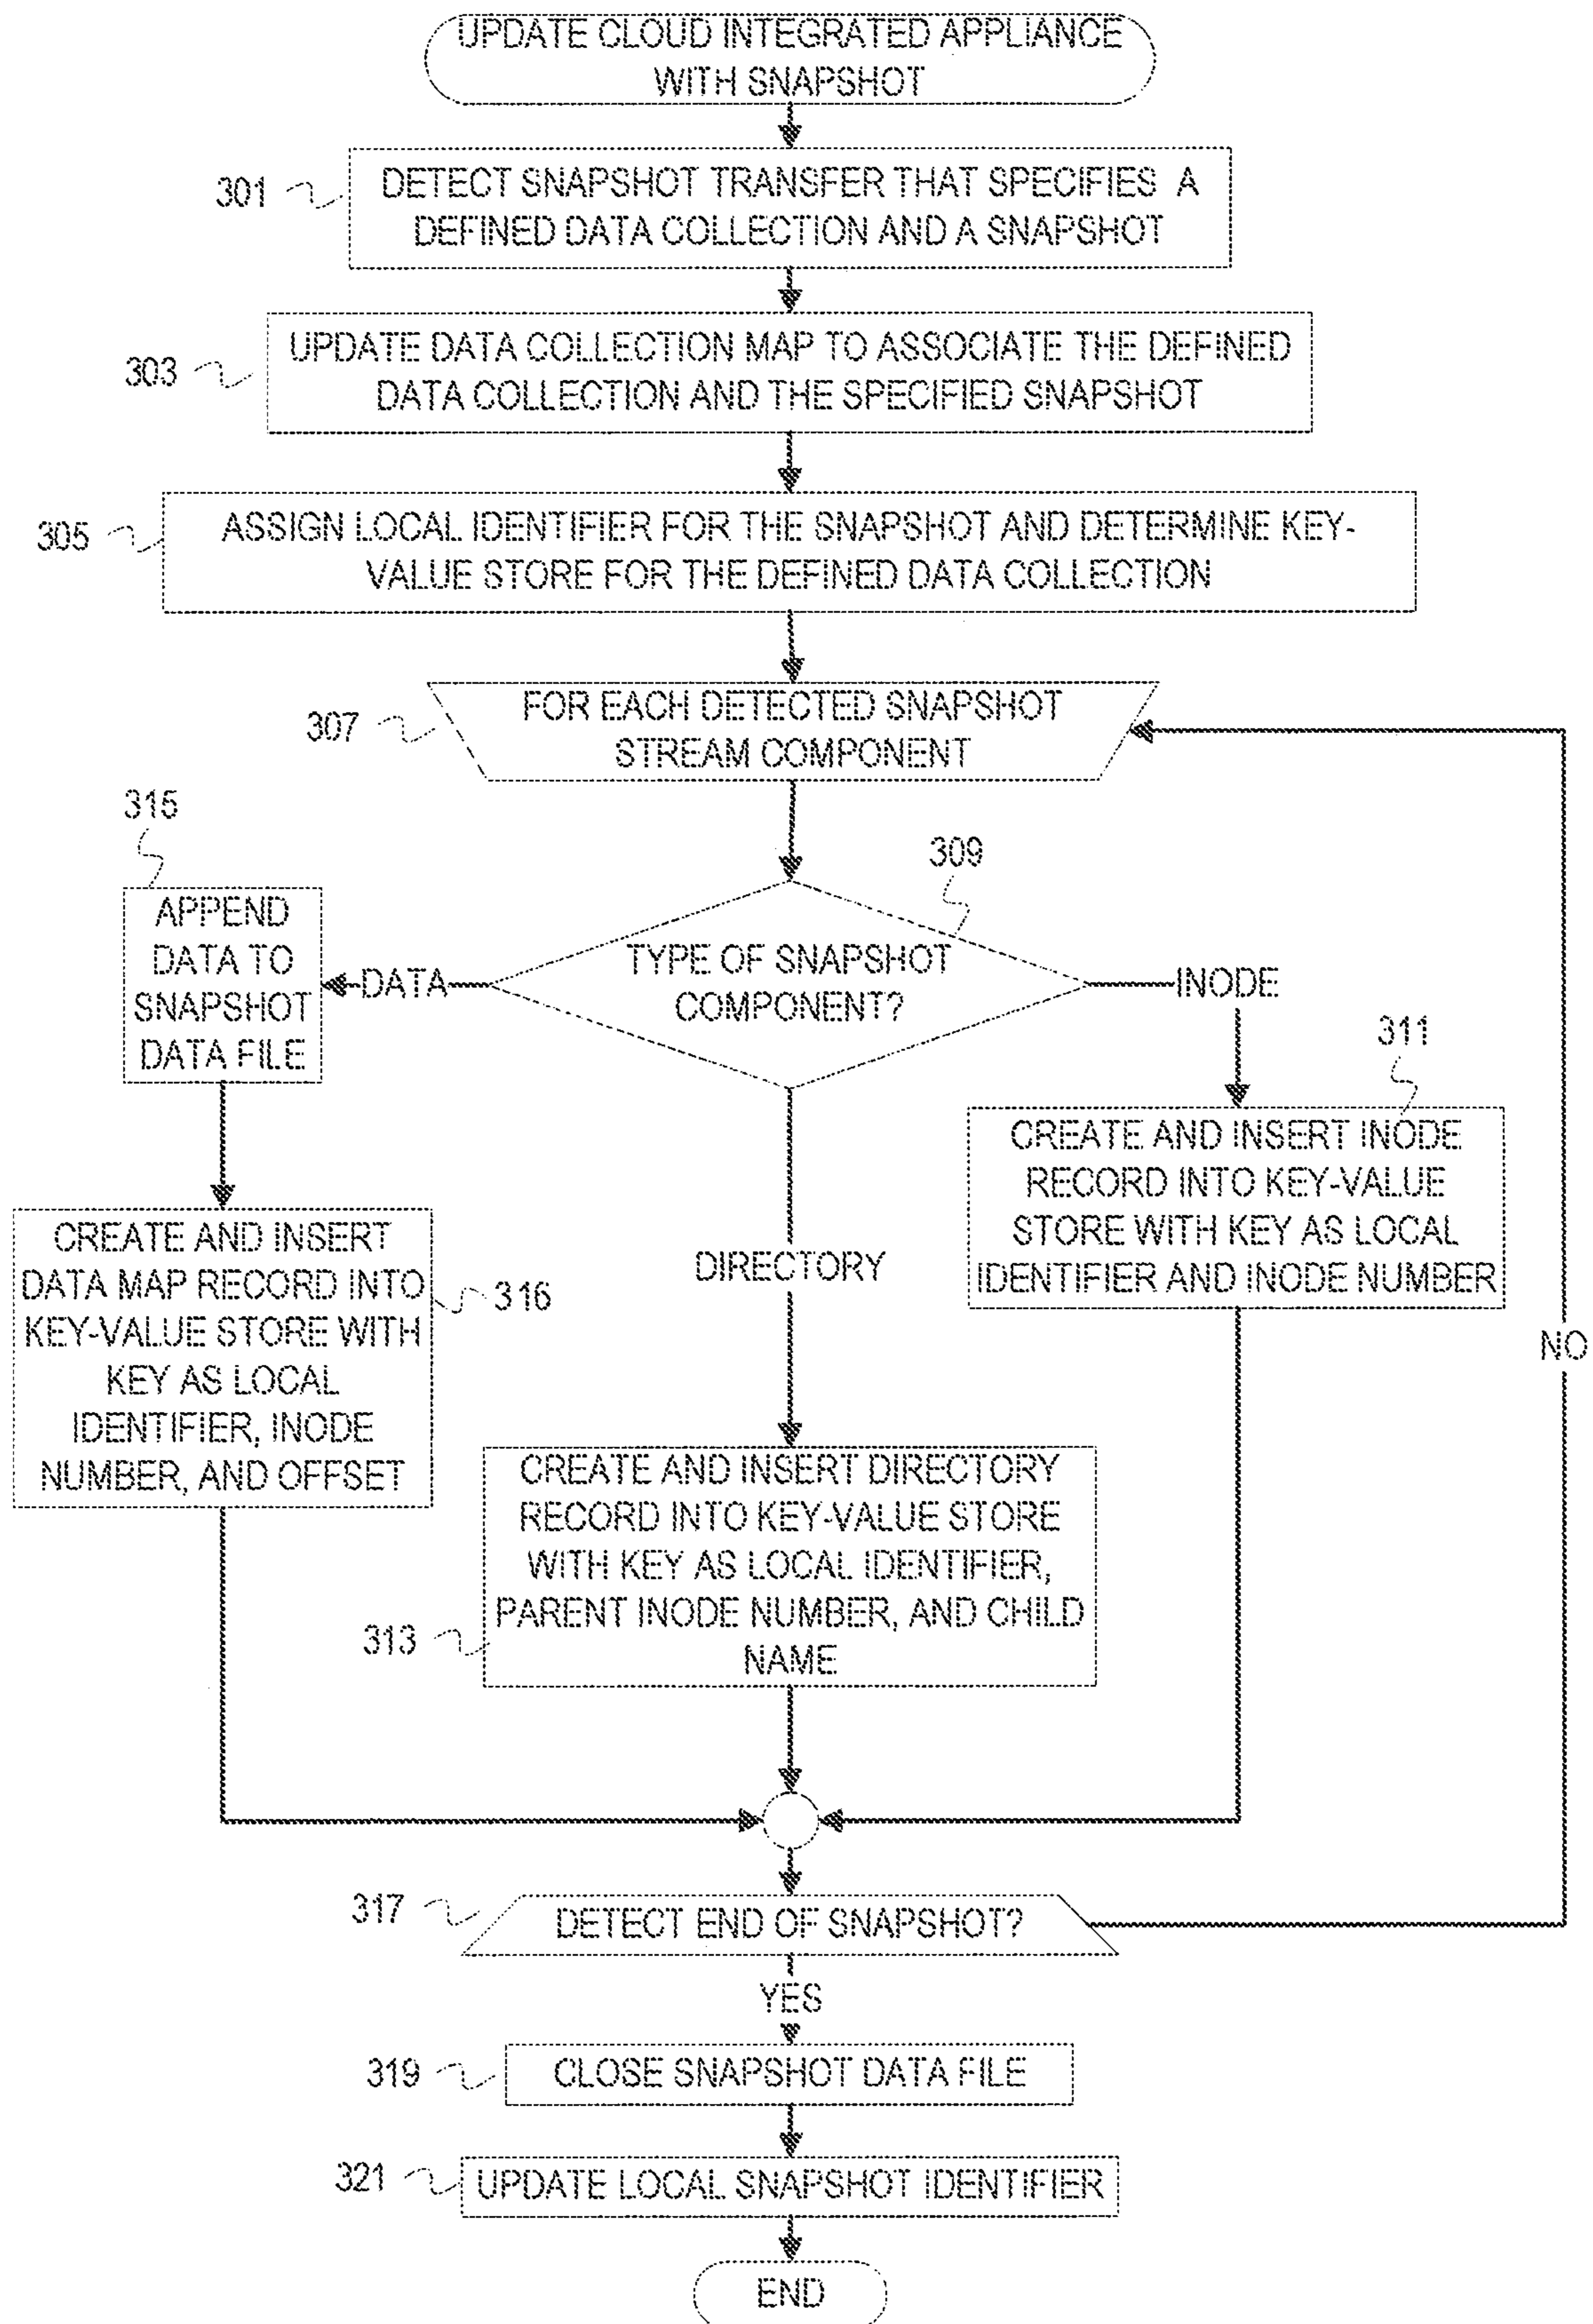 UPDATE CLOUD INTEGRATED APPLIANCE
WITH SNAPSHOT
301
DETECT SNAPSHOT TRANSFER THAT SPECIFIES A
DEFINED DATA COLLECTION AND A SNAPSHOT
303
UPDATE DATA COLLECTION MAP TO ASSOCIATE THE DEFINED
DATA COLLECTION AND THE SPECIFIED SNAPSHOT
305
ASSIGN LOCAL IDENTIFIER FOR THE SNAPSHOT AND DETERMINE KEY-
VALUE STORE FOR THE DEFINED DATA COLLECTION
307
FOR EACH DETECTED SNAPSHOT
STREAM COMPONENT
309
TYPE OF SNAPSHOT
COMPONENT?
DATA
315
APPEND
DATA TO
SNAPSHOT
DATA FILE
INODE
311
CREATE AND INSERT INODE
RECORD INTO KEY-VALUE
STORE WITH KEY AS LOCAL
IDENTIFIER AND INODE NUMBER
CREATE AND INSERT
DATA MAP RECORD INTO
KEY-VALUE STORE WITH
KEY AS LOCAL
IDENTIFIER, INODE
NUMBER, AND OFFSET
316
DIRECTORY
NO
CREATE AND INSERT DIRECTORY
RECORD INTO KEY-VALUE STORE
WITH KEY AS LOCAL IDENTIFIER,
PARENT INODE NUMBER, AND CHILD
NAME
313
317
DETECT END OF SNAPSHOT?
YES
319
CLOSE SNAPSHOT DATA FILE
321
UPDATE LOCAL SNAPSHOT IDENTIFIER
END